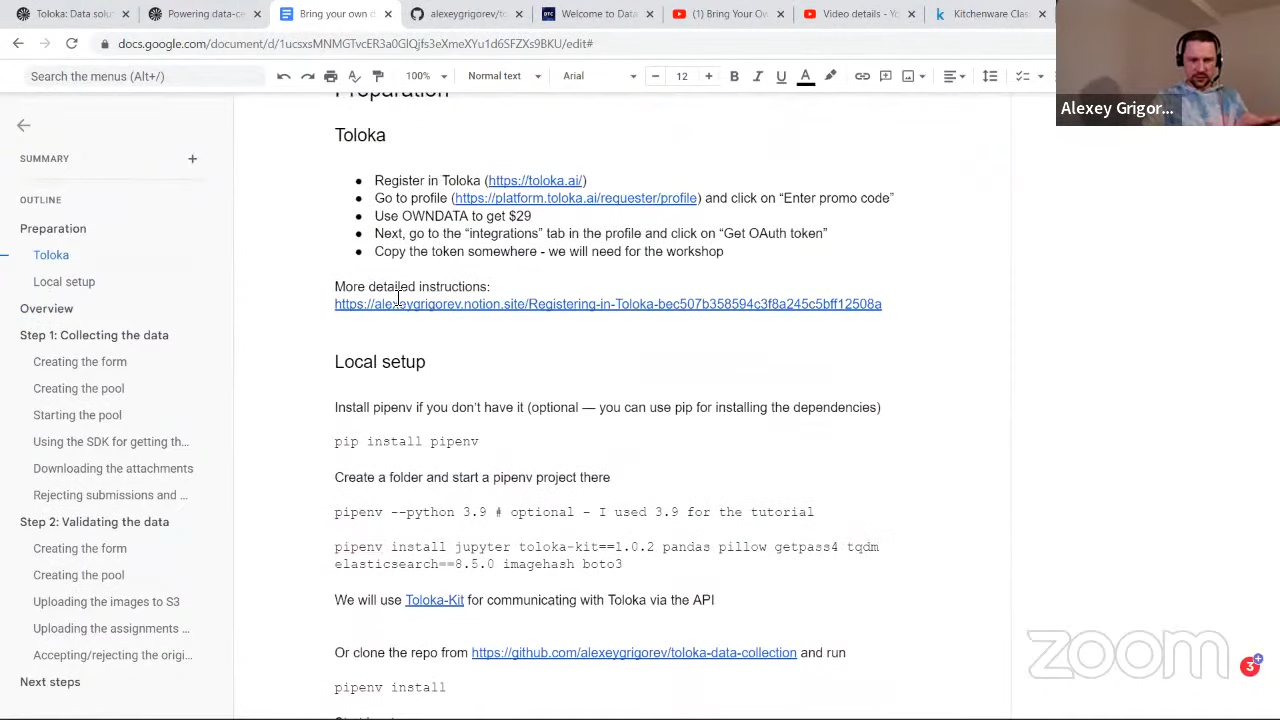 Toloka: Data solut
Powering data-ce
Bring your own d
alexeygrigorev/tol
Welcome to Datal
(1) Bring Your Ow
Video details - Yo
Kitchenware Clas
docs.google.com/document/d/1ucsxsMNMGTvcER3a0GlQjfs3eXmeXYu1d6SFZXs9BKU/edit#
Search the menus (Alt+/)
100%
Normal text
Arial
12
B I U A
Alexey Grigor...
SUMMARY
OUTLINE
Preparation
Toloka
Local setup
Overview
Step 1: Collecting the data
Creating the form
Creating the pool
Starting the pool
Using the SDK for getting th...
Downloading the attachments
Rejecting submissions and ...
Step 2: Validating the data
Creating the form
Creating the pool
Uploading the images to S3
Uploading the assignments ...
Accepting/rejecting the origi...
Next steps
Preparation
Toloka
● Register in Toloka (https://toloka.ai/)
● Go to profile (https://platform.toloka.ai/requester/profile) and click on “Enter promo code”
● Use OWNDATA to get $29
● Next, go to the “integrations” tab in the profile and click on “Get OAuth token”
● Copy the token somewhere - we will need for the workshop
More detailed instructions:
https://alexeygrigorev.notion.site/Registering-in-Toloka-bec507b358594c3f8a245c5bff12508a
Local setup
Install pipenv if you don’t have it (optional — you can use pip for installing the dependencies)
pip install pipenv
Create a folder and start a pipenv project there
pipenv --python 3.9 # optional - I used 3.9 for the tutorial
pipenv install jupyter toloka-kit==1.0.2 pandas pillow getpass4 tqdm
elasticsearch==8.5.0 imagehash boto3
We will use Toloka-Kit for communicating with Toloka via the API
Or clone the repo from https://github.com/alexeygrigorev/toloka-data-collection and run
pipenv install
zoom
3